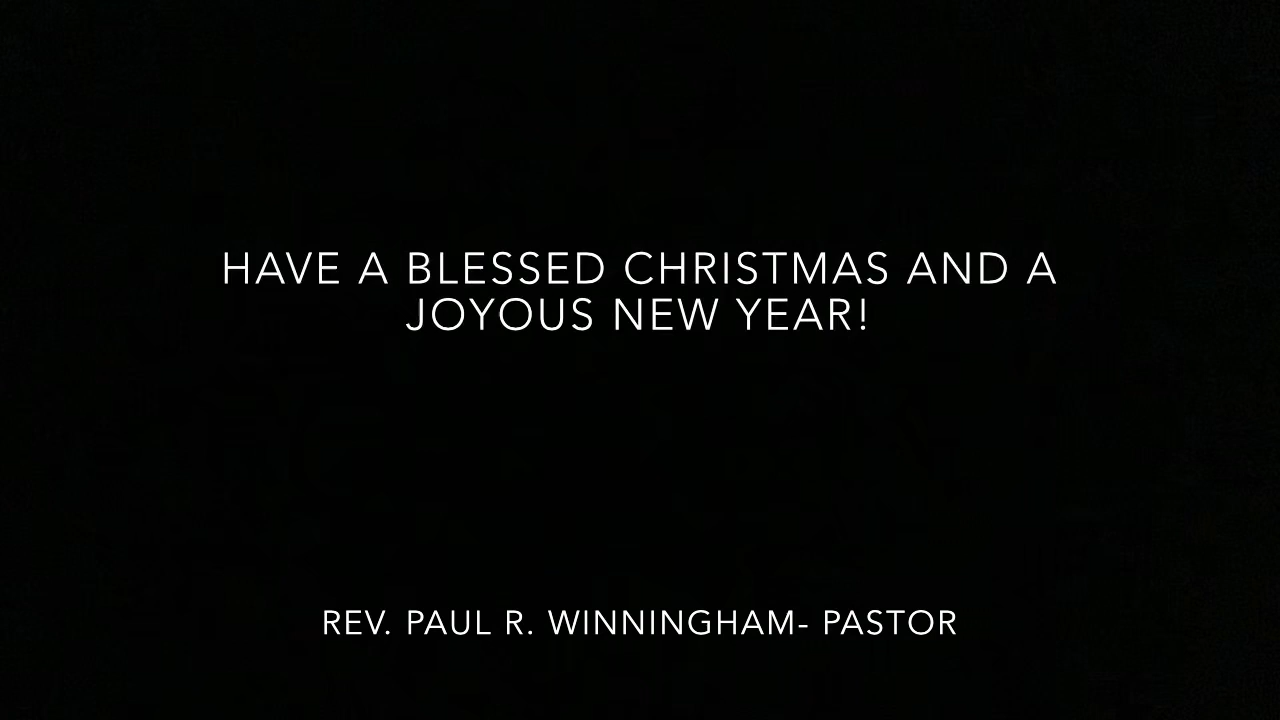 HAVE A BLESSED CHRISTMAS AND A
JOYOUS NEW YEAR!
REV. PAUL R. WINNINGHAM- PASTOR